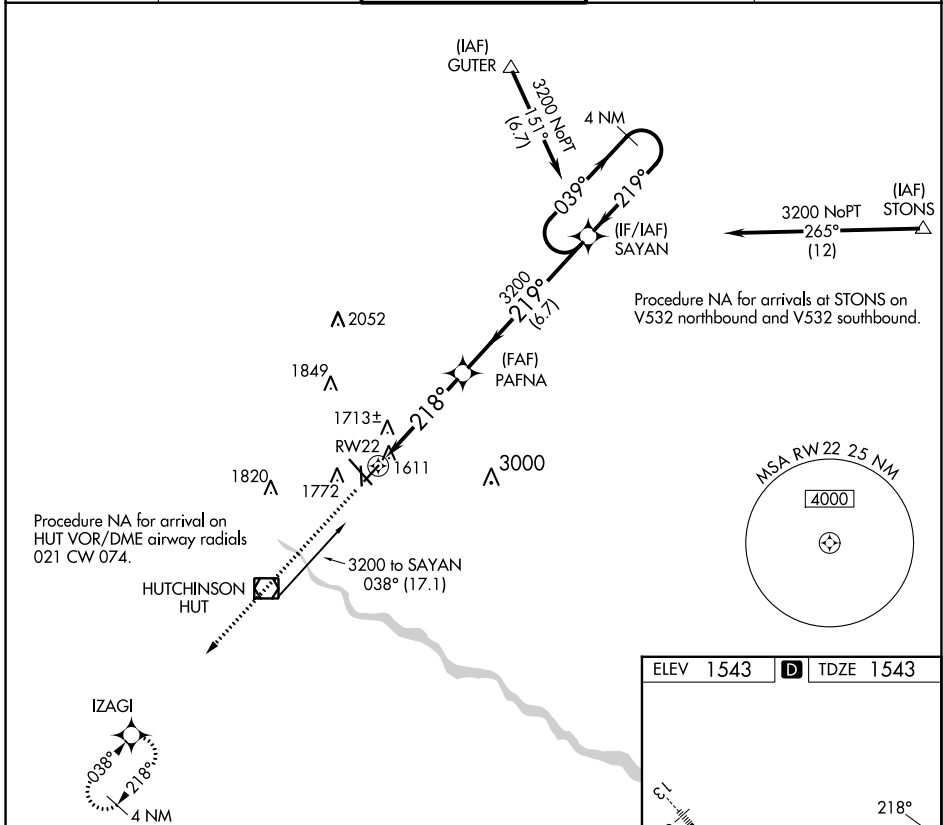 (IAF)
GUTER
3200 NoPT
151°
(6.7)
4 NM
039°
219°
(IAF)
STONS
3200 NoPT
265°
(12)
(IF/IAF)
SAYAN
Procedure NA for arrivals at STONS on
V532 northbound and V532 southbound.
3200
219°
(6.7)
2052
(FAF)
PAFNA
1849
218°
1713±
RW22
1611
3000
1820
1772
MSA RW22 25 NM
4000
Procedure NA for arrival on
HUT VOR/DME airway radials
021 CW 074.
3200 to SAYAN
038° (17.1)
HUTCHINSON
HUT
ELEV 1543 D TDZE 1543
IZAGI
038°
218°
4 NM
13
218°